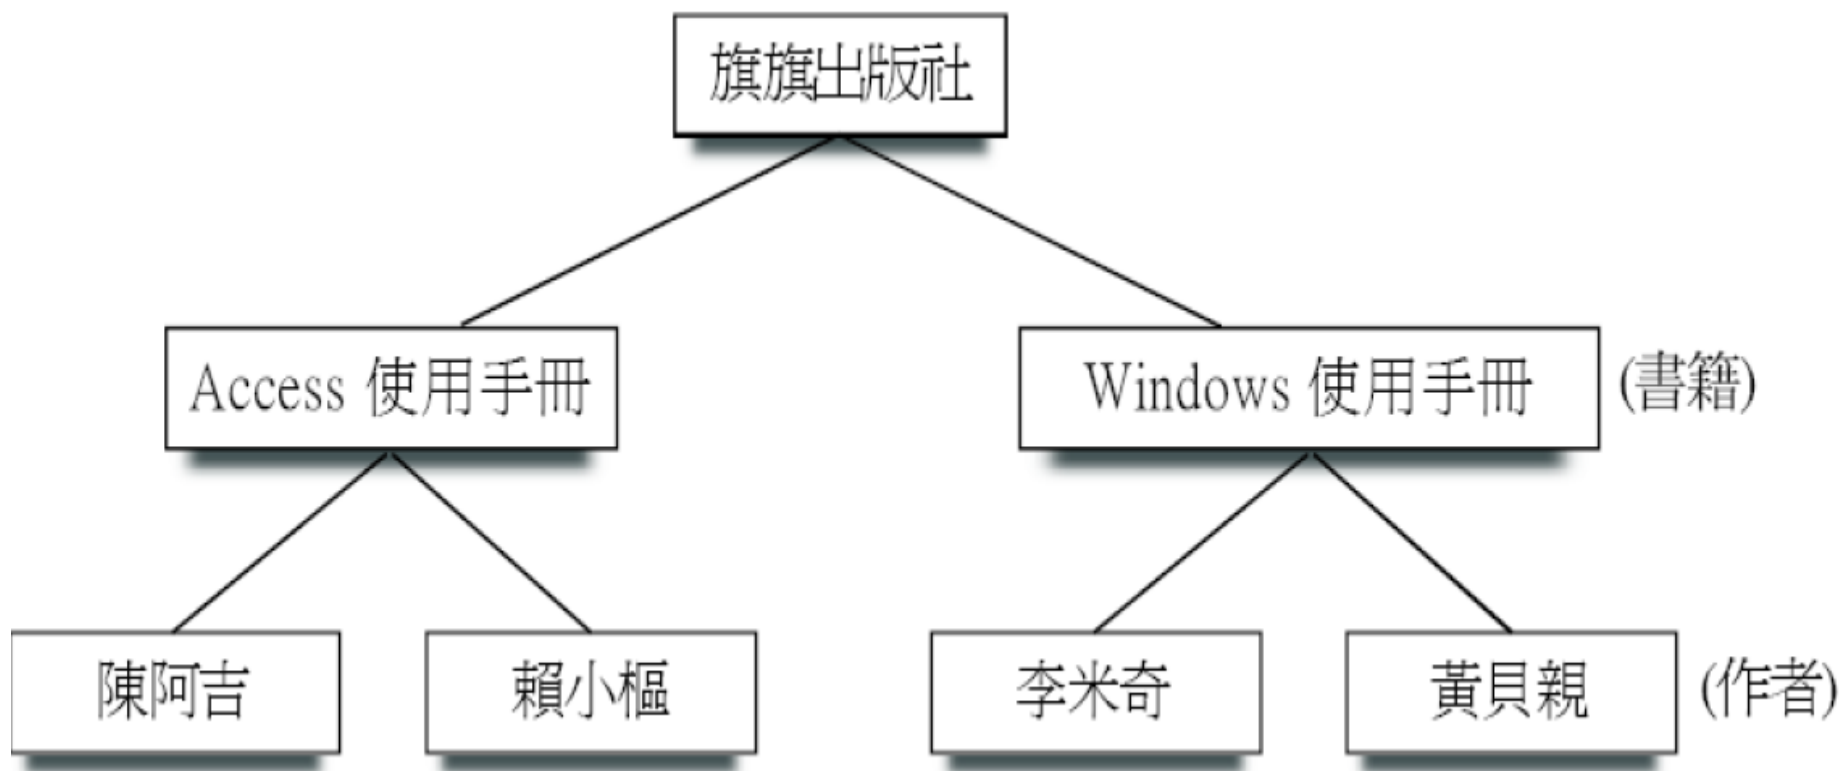 旗旗出版社
Access 使用手冊
Windows 使用手冊 (書籍)
陳阿吉
賴小樞
李米奇
黃貝親 (作者)